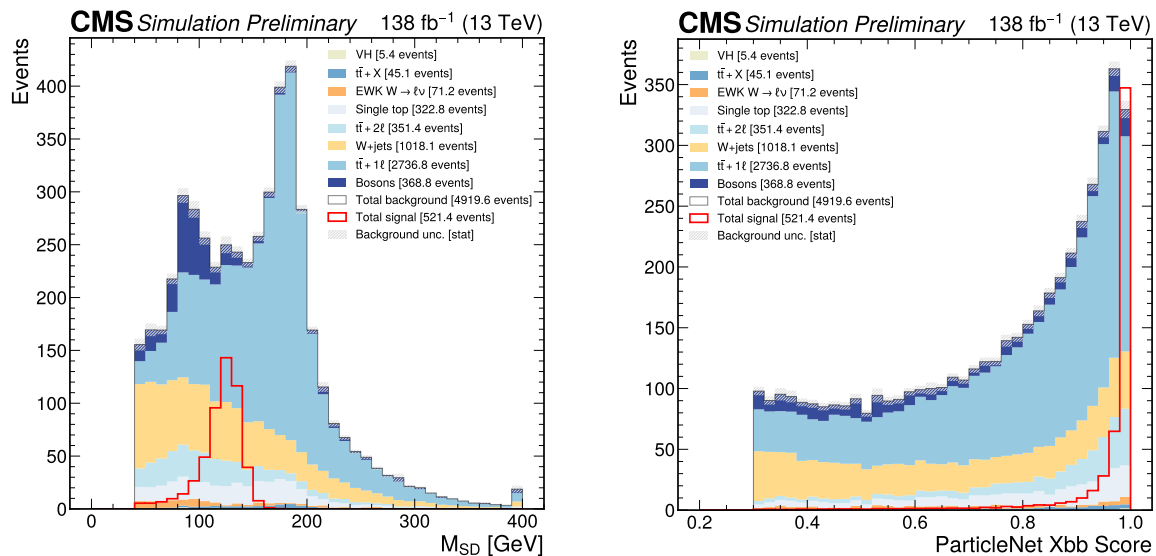 CMS Simulation Preliminary 138 fb⁻¹ (13 TeV)
Events
400
350
300
250
200
150
100
50
0
VH [5.4 events]
tt̄ + X [45.1 events]
EWK W → ℓν [71.2 events]
Single top [322.8 events]
tt̄ + 2ℓ [351.4 events]
W+jets [1018.1 events]
tt̄ + 1ℓ [2736.8 events]
Bosons [368.8 events]
Total background [4919.6 events]
Total signal [521.4 events]
Background unc. [stat]
0 100 200 300 400
M_SD [GeV]
CMS Simulation Preliminary 138 fb⁻¹ (13 TeV)
Events
350
300
250
200
150
100
50
0
VH [5.4 events]
tt̄ + X [45.1 events]
EWK W → ℓν [71.2 events]
Single top [322.8 events]
tt̄ + 2ℓ [351.4 events]
W+jets [1018.1 events]
tt̄ + 1ℓ [2736.8 events]
Bosons [368.8 events]
Total background [4919.6 events]
Total signal [521.4 events]
Background unc. [stat]
0.2 0.4 0.6 0.8 1.0
ParticleNet Xbb Score